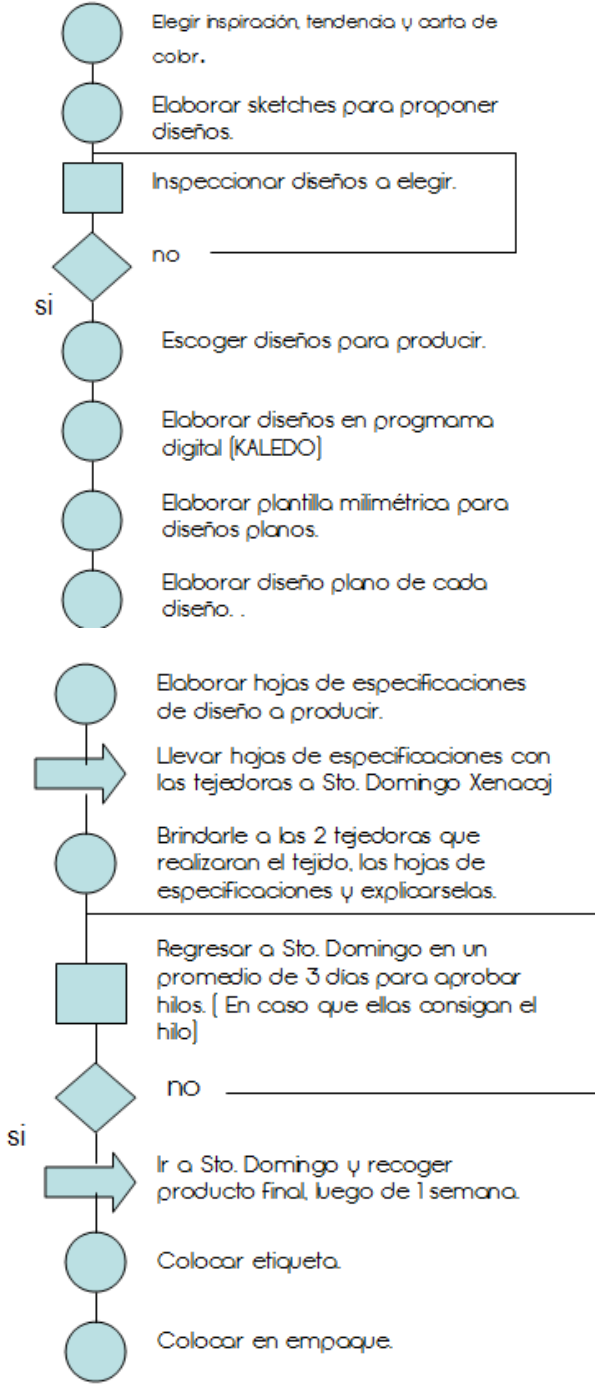 Elegir inspiración, tendencia y carta de
color.
Elaborar sketches para proponer
diseños.
Inspeccionar diseños a elegir.
no
si
Escoger diseños para producir.
Elaborar diseños en progmama
digital (KALEDO)
Elaborar plantilla milimétrica para
diseños planos.
Elaborar diseño plano de cada
diseño. .
Elaborar hojas de especificaciones
de diseño a producir.
Llevar hojas de especificaciones con
las tejedoras a Sto. Domingo Xenacoj
Brindarle a las 2 tejedoras que
realizaran el tejido, las hojas de
especificaciones y explicarselas.
Regresar a Sto. Domingo en un
promedio de 3 días para aprobar
hilos. ( En caso que ellas consigan el
hilo)
no
si
Ir a Sto. Domingo y recoger
producto final, luego de 1 semana.
Colocar etiqueta.
Colocar en empaque.